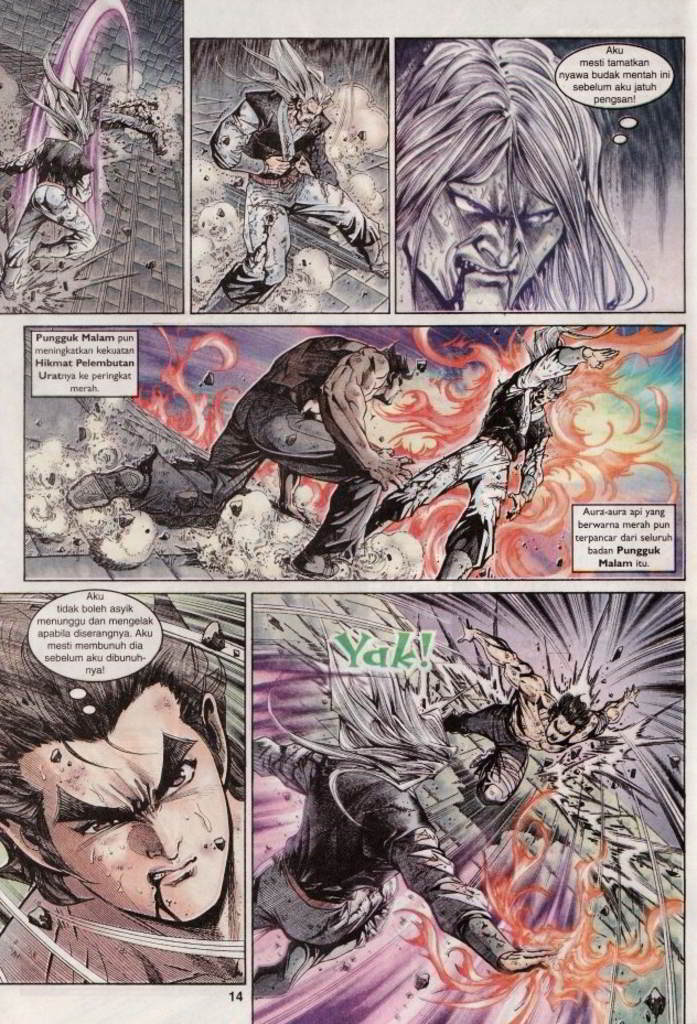 Aku
mesti tamatkan
nyawa budak mentah ini
sebelum aku jatuh
pengsan!
Pungguk Malam pun
meningkatkan kekuatan
Hikmat Pelembutan
Uratnya ke peringkat
merah.
Aura-aura api yang
berwarna merah pun
terpancar dari seluruh
badan Pungguk
Malam itu.
Aku
tidak boleh asyik
menunggu dan mengelak
apabila diserangnya. Aku
mesti membunuh dia
sebelum aku dibunuh-
nya!
Yak!
14